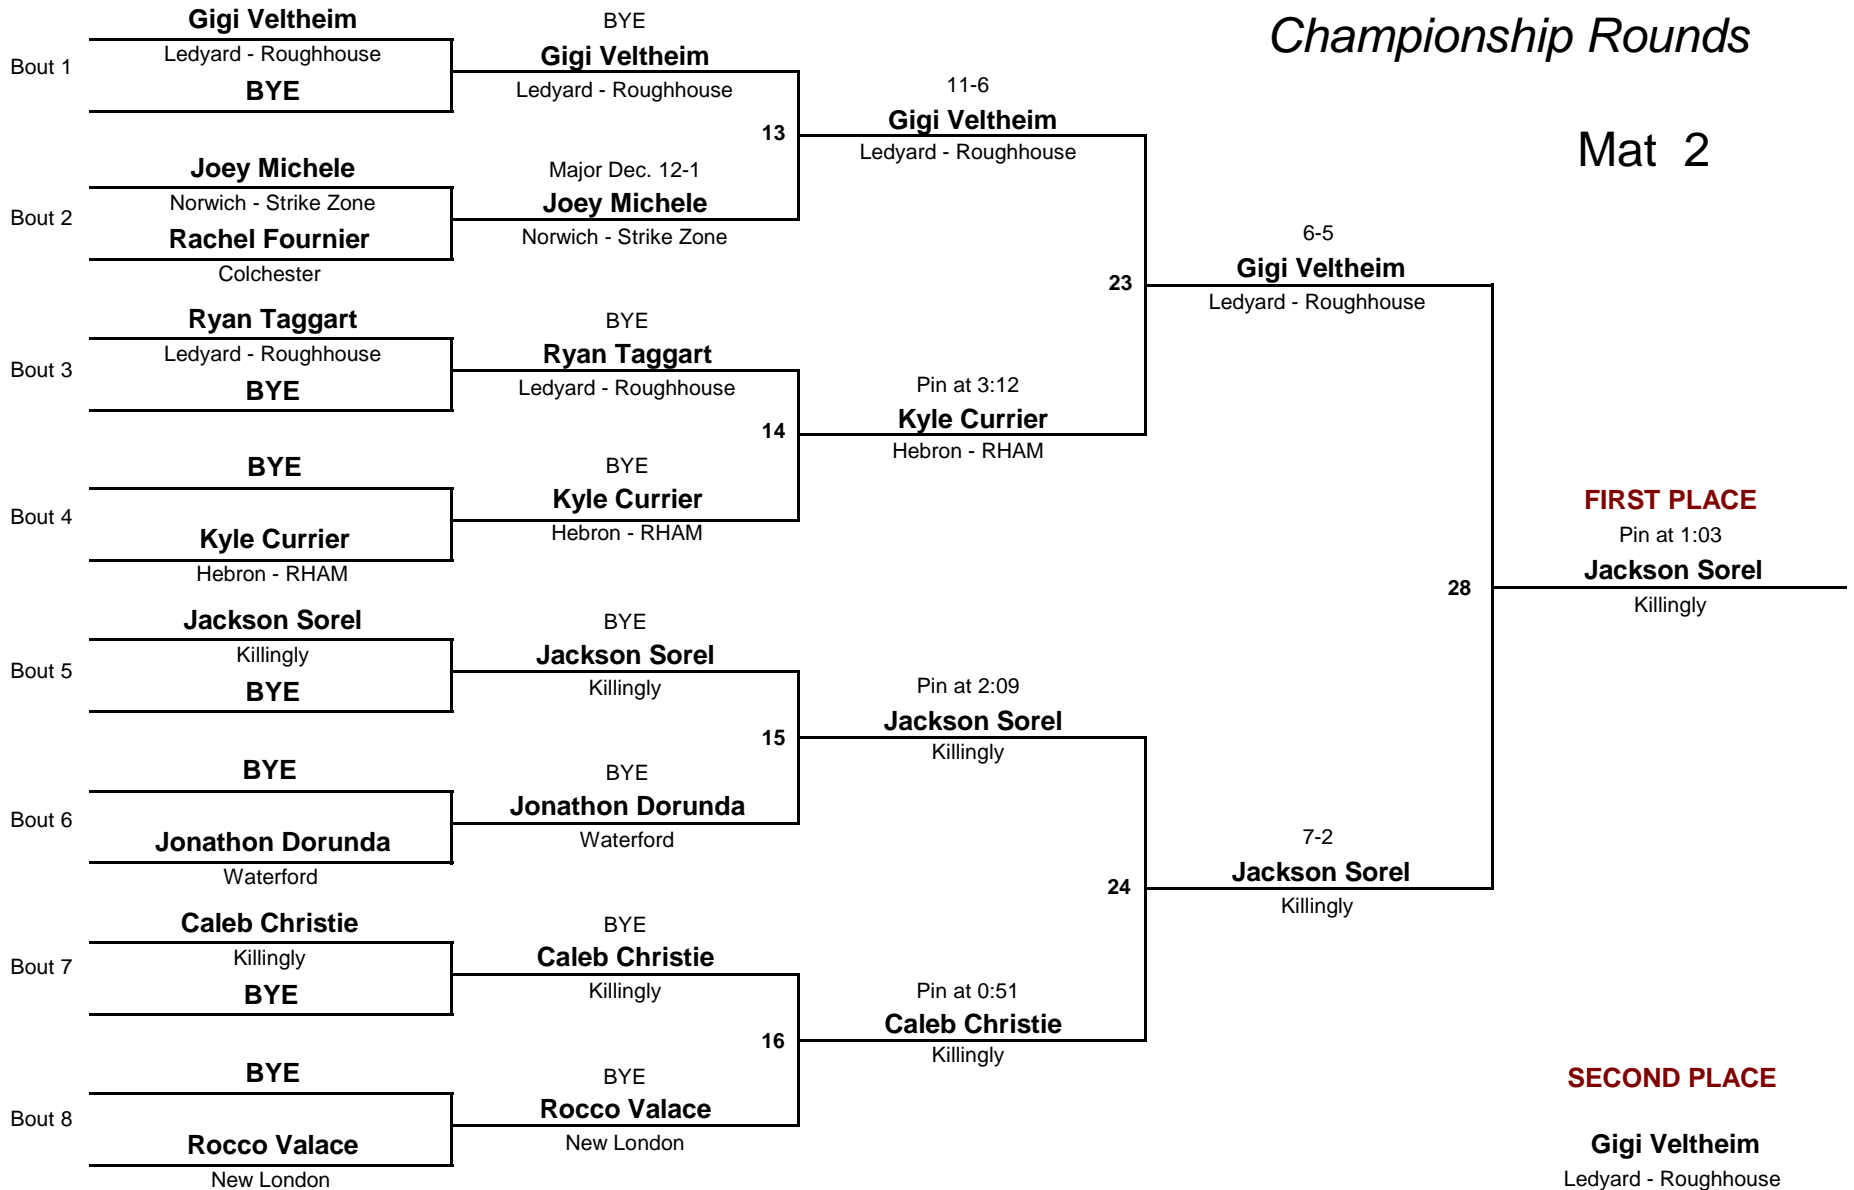 Championship Rounds
Mat 2
Bout 1
Gigi Veltheim
Ledyard - Roughhouse
BYE
Bout 2
Joey Michele
Norwich - Strike Zone
Rachel Fournier
Colchester
Bout 3
Ryan Taggart
Ledyard - Roughhouse
BYE
Bout 4
BYE
Kyle Currier
Hebron - RHAM
Bout 5
Jackson Sorel
Killingly
BYE
Bout 6
BYE
Jonathon Dorunda
Waterford
Bout 7
Caleb Christie
Killingly
BYE
Bout 8
BYE
Rocco Valace
New London
BYE
Gigi Veltheim
Ledyard - Roughhouse
13
Major Dec. 12-1
Joey Michele
Norwich - Strike Zone
BYE
Ryan Taggart
Ledyard - Roughhouse
14
BYE
Kyle Currier
Hebron - RHAM
BYE
Jackson Sorel
Killingly
15
BYE
Jonathon Dorunda
Waterford
BYE
Caleb Christie
Killingly
16
BYE
Rocco Valace
New London
11-6
Gigi Veltheim
Ledyard - Roughhouse
23
Pin at 3:12
Kyle Currier
Hebron - RHAM
Pin at 2:09
Jackson Sorel
Killingly
24
Pin at 0:51
Caleb Christie
Killingly
6-5
Gigi Veltheim
Ledyard - Roughhouse
28
7-2
Jackson Sorel
Killingly
FIRST PLACE
Pin at 1:03
Jackson Sorel
Killingly
SECOND PLACE
Gigi Veltheim
Ledyard - Roughhouse